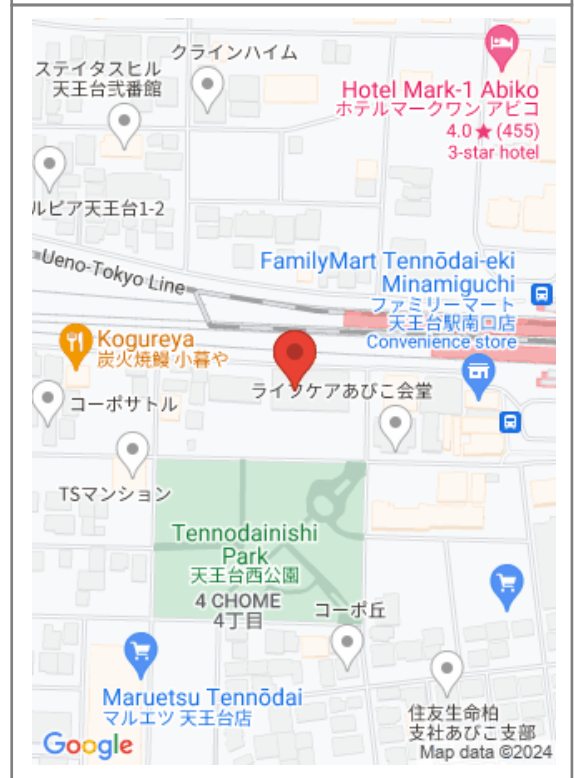 クラインハイム
ステイタスヒル
天王台弐番館
Hotel Mark-1 Abiko
ホテルマークワン アビコ
4.0★(455)
3-star hotel
ルピア天王台1-2
Ueno-Tokyo Line
FamilyMart Tennōdai-eki
Minamiguchi
ファミリーマート
天王台駅南口店
Convenience store
Kogureya
炭火焼鰻 小暮や
ライフケアあびこ会堂
コーポサトル
TSマンション
Tennodainishi
Park
天王台西公園
4 CHOME
4丁目
コーポ丘
Maruetsu Tennōdai
マルエツ 天王台店
住友生命柏
支社あびこ支部
Google
Map data ©2024